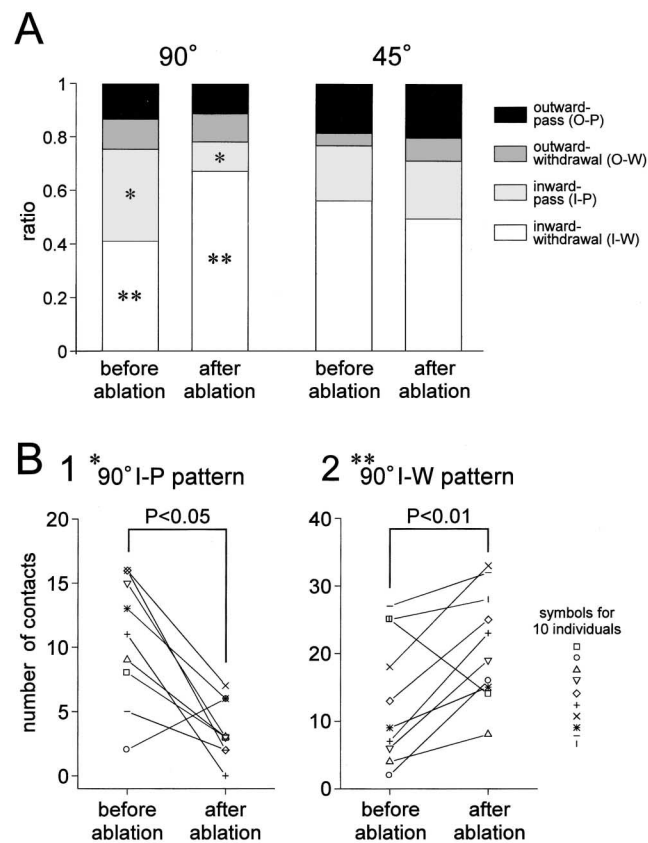 A
90° 45°
1
0.8
0.6
0.4
0.2
0
ratio
*
**
*
**
before ablation
after ablation
before ablation
after ablation
outward-
pass (O-P)
outward-
withdrawal (O-W)
inward-
pass (I-P)
inward-
withdrawal (I-W)
B 1 *90° I-P pattern
P<0.05
20
15
10
5
0
number of contacts
before ablation
after ablation
2 **90° I-W pattern
P<0.01
40
30
20
10
0
before ablation
after ablation
symbols for
10 individuals